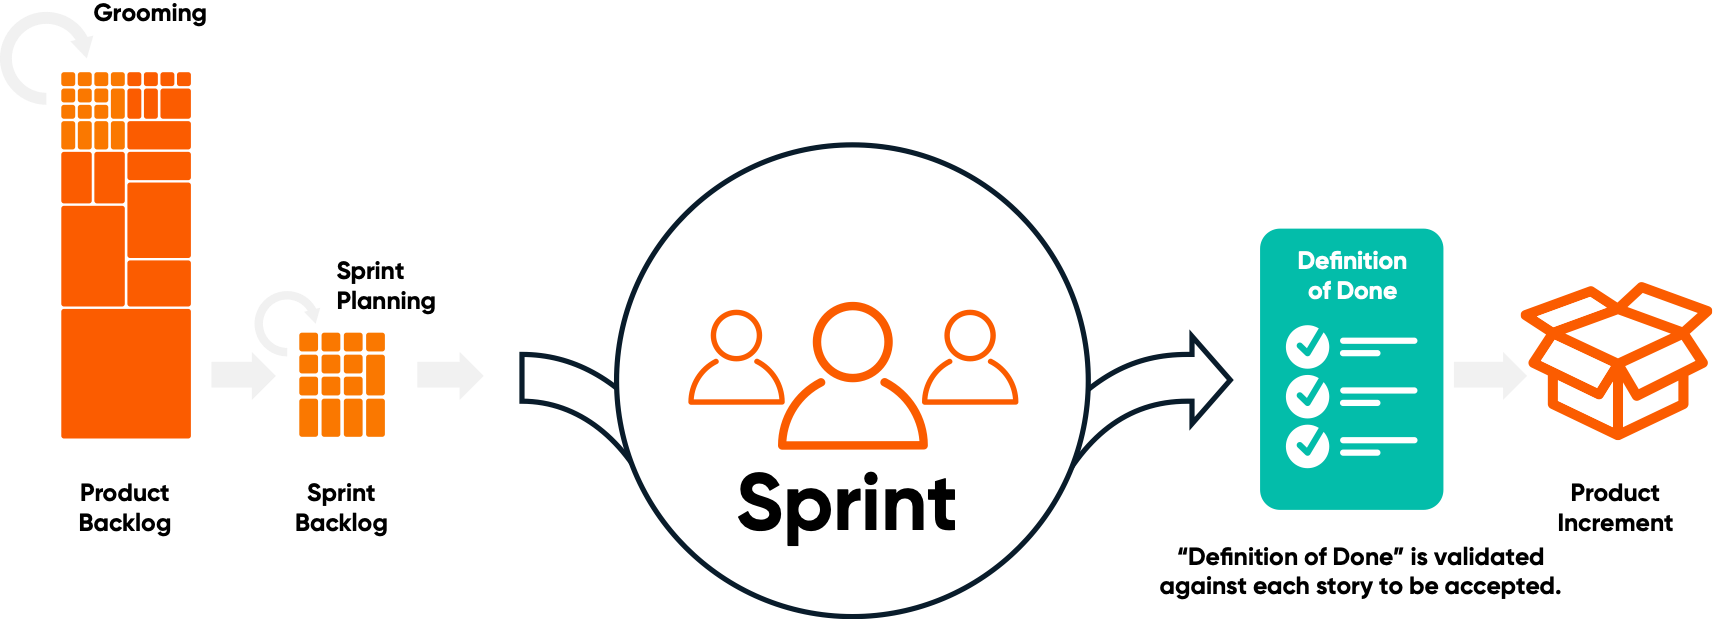 Grooming
Product
Backlog
Sprint
Planning
Sprint
Backlog
Sprint
Definition
of Done
“Definition of Done” is validated
against each story to be accepted.
Product
Increment